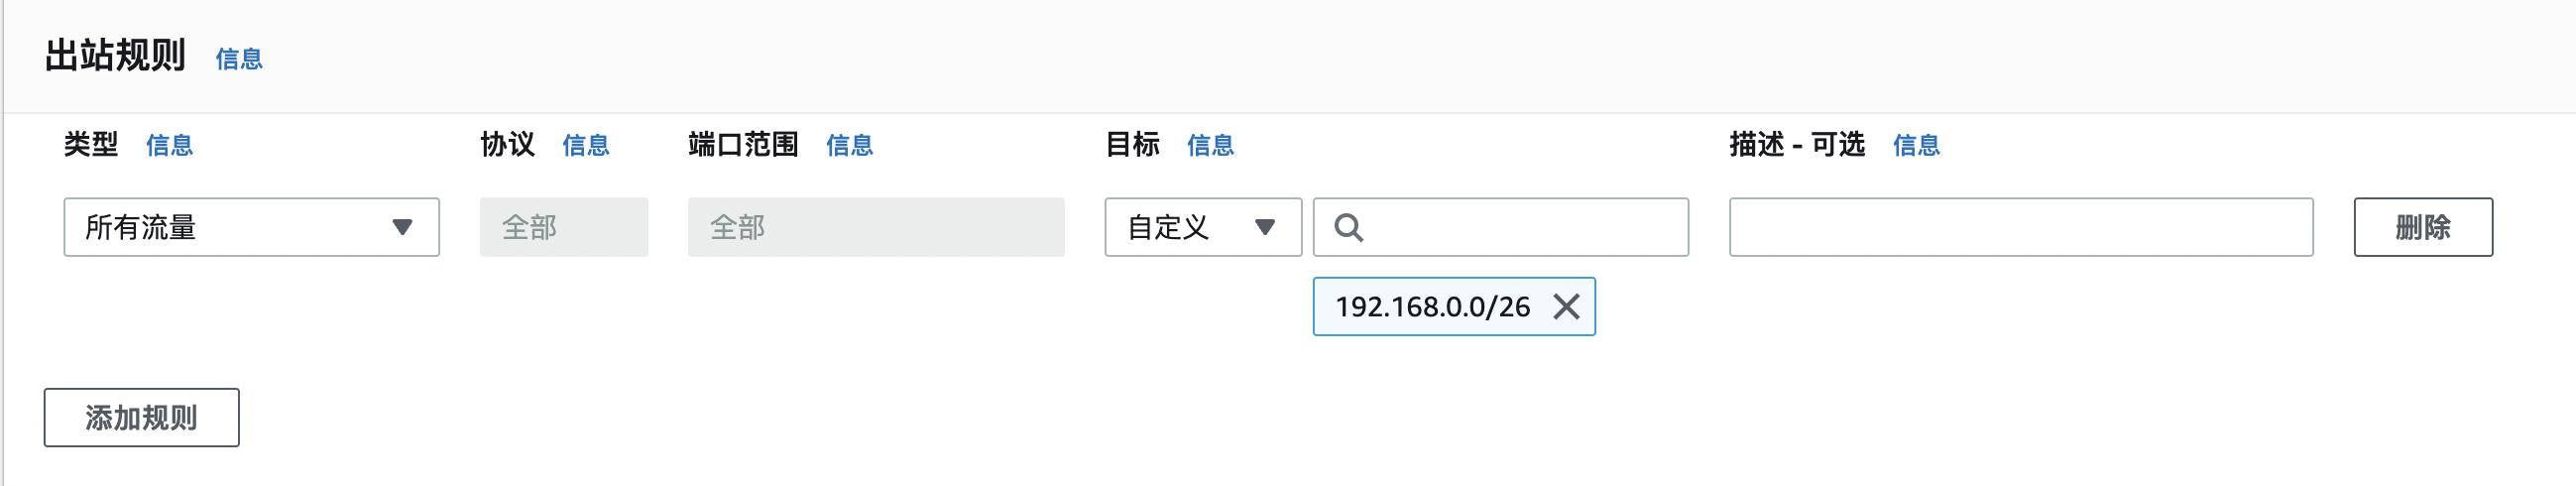 出站规则 信息
类型 信息 协议 信息 端口范围 信息 目标 信息 描述 - 可选 信息
所有流量 全部 全部 自定义 删除
192.168.0.0/26
添加规则